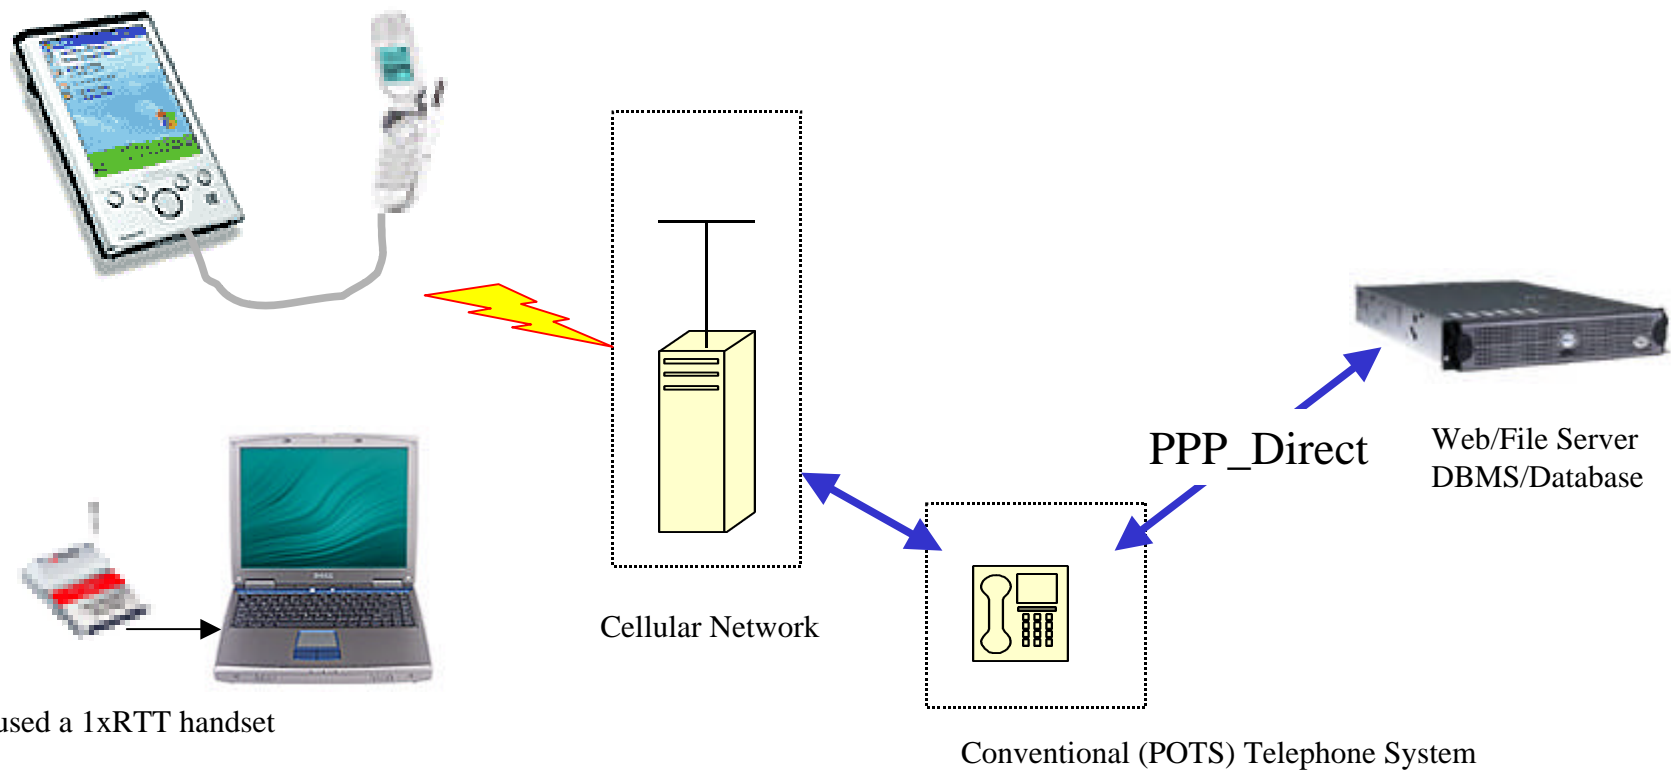 PPP_Direct
Web/File Server
DBMS/Database
Cellular Network
used a 1xRTT handset
Conventional (POTS) Telephone System